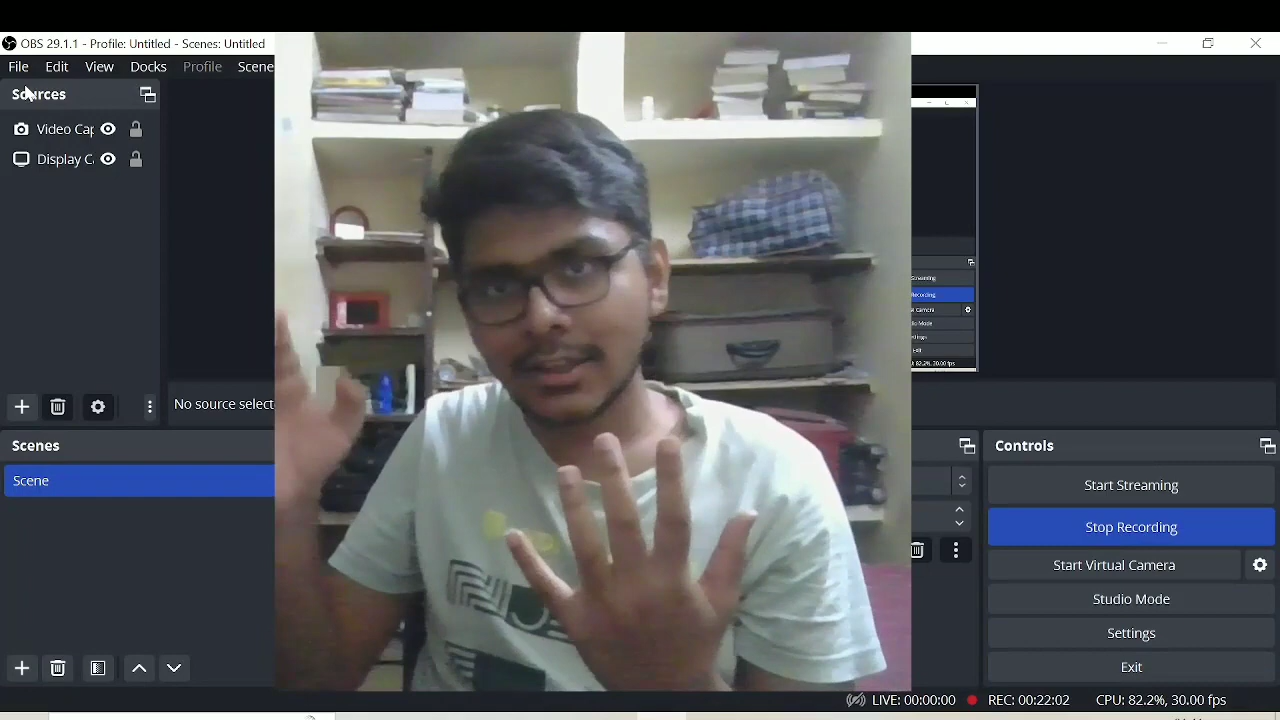 OBS 29.1.1 - Profile: Untitled - Scenes: Untitled
File Edit View Docks Profile Scene
Sources
Video Cap
Display C.
No source select
Scenes
Scene
Recording
Controls
Start Streaming
Stop Recording
Start Virtual Camera
Studio Mode
Settings
Exit
LIVE: 00:00:00 REC: 00:22:02 CPU: 82.2%, 30.00 fps